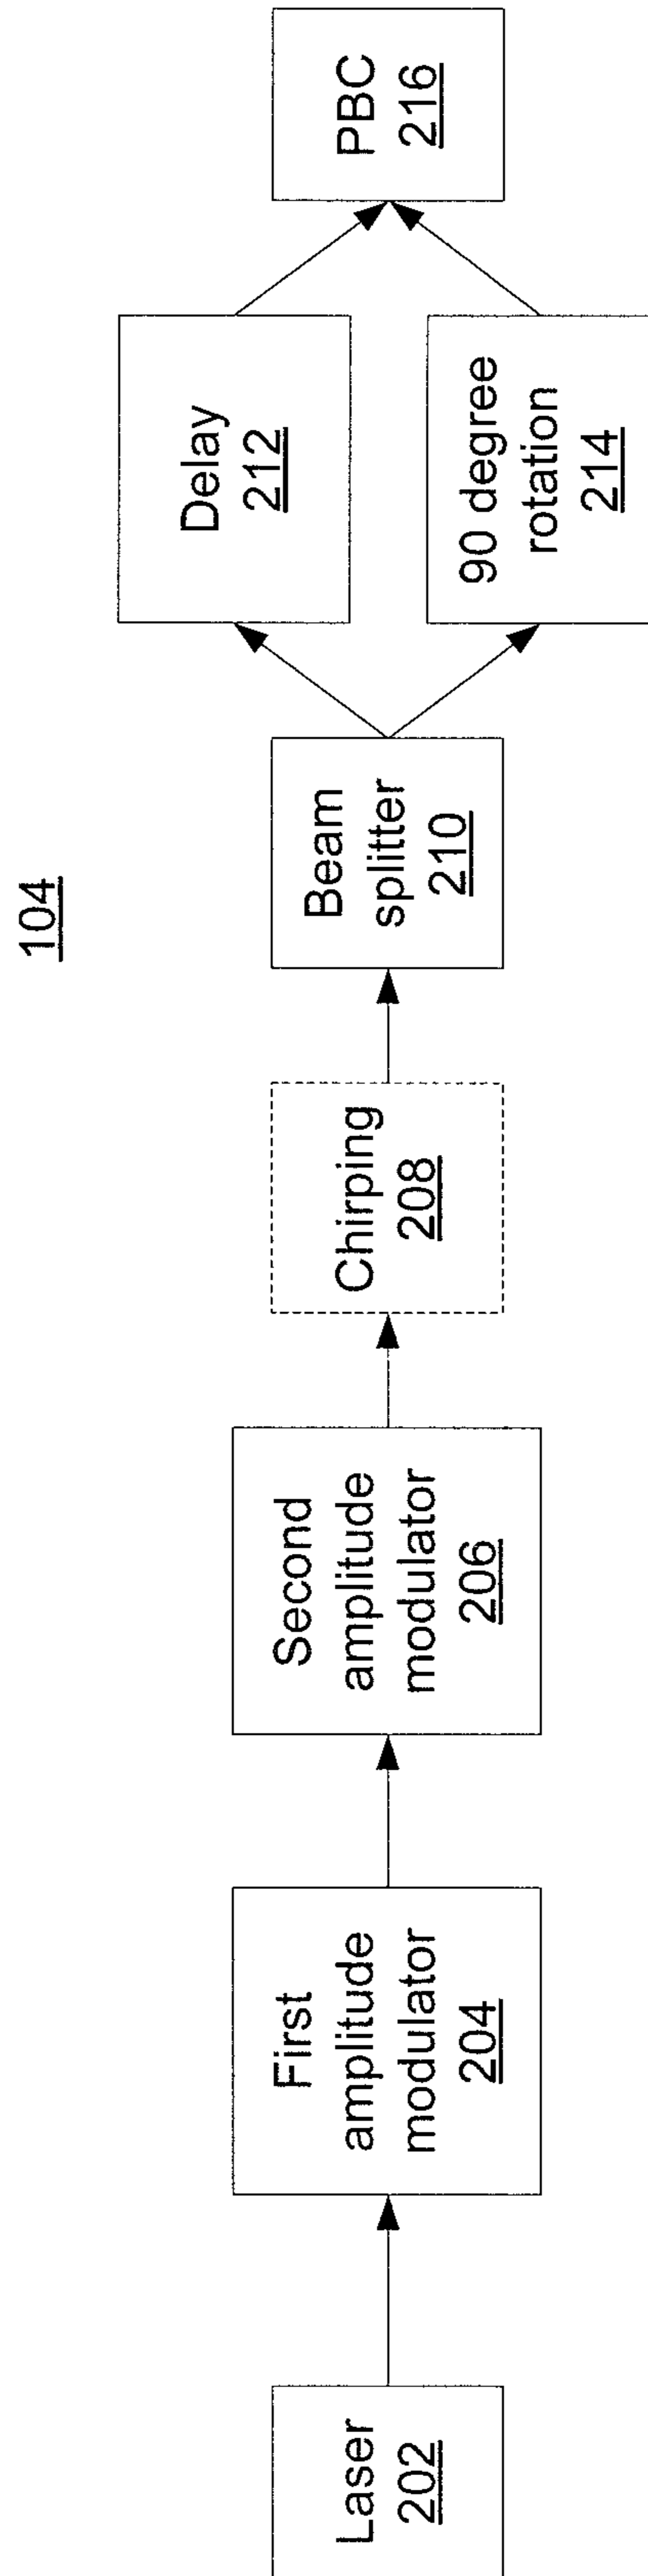 104
Laser
202
First
amplitude
modulator
204
Second
amplitude
modulator
206
Chirping
208
Beam
splitter
210
Delay
212
90 degree
rotation
214
PBC
216